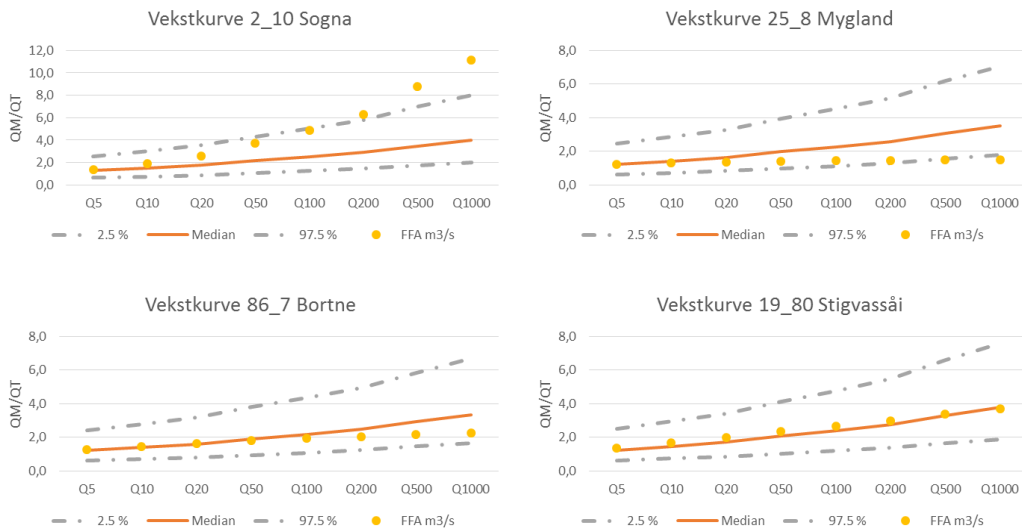 Vekstkurve 2_10 Sogna
QM/QT
12,0
10,0
8,0
6,0
4,0
2,0
0,0
Q5 Q10 Q20 Q50 Q100 Q200 Q500 Q1000
2.5 % Median 97.5 % FFA m3/s
Vekstkurve 25_8 Mygland
QM/QT
8,0
6,0
4,0
2,0
0,0
Q5 Q10 Q20 Q50 Q100 Q200 Q500 Q1000
2.5 % Median 97.5 % FFA m3/s
Vekstkurve 86_7 Bortne
QM/QT
8,0
6,0
4,0
2,0
0,0
Q5 Q10 Q20 Q50 Q100 Q200 Q500 Q1000
2.5 % Median 97.5 % FFA m3/s
Vekstkurve 19_80 Stigvassåi
QM/QT
8,0
6,0
4,0
2,0
0,0
Q5 Q10 Q20 Q50 Q100 Q200 Q500 Q1000
2.5 % Median 97.5 % FFA m3/s